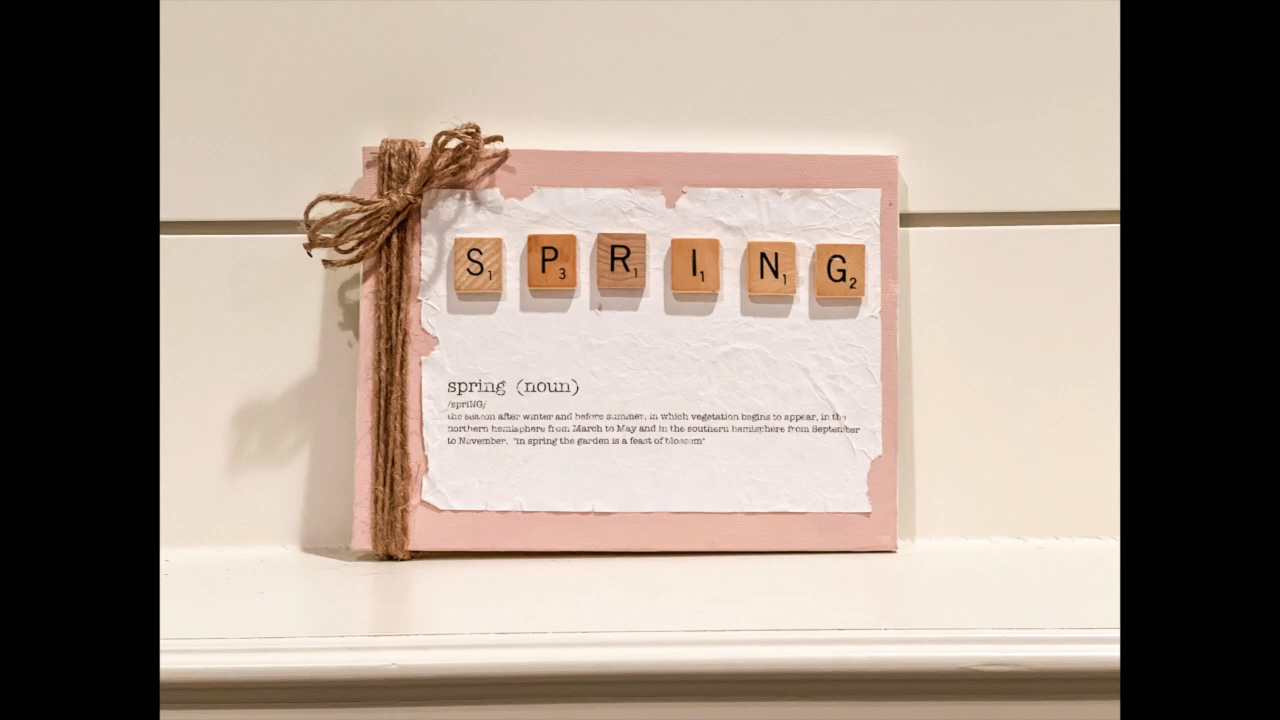 S1 P3 R1 I1 N1 G2
spring (noun)
/spriNG/
the season after winter and before summer, in which vegetation begins to appear, in the
northern hemisphere from March to May and in the southern hemisphere from September
to November. "in spring the garden is a feast of blossom"